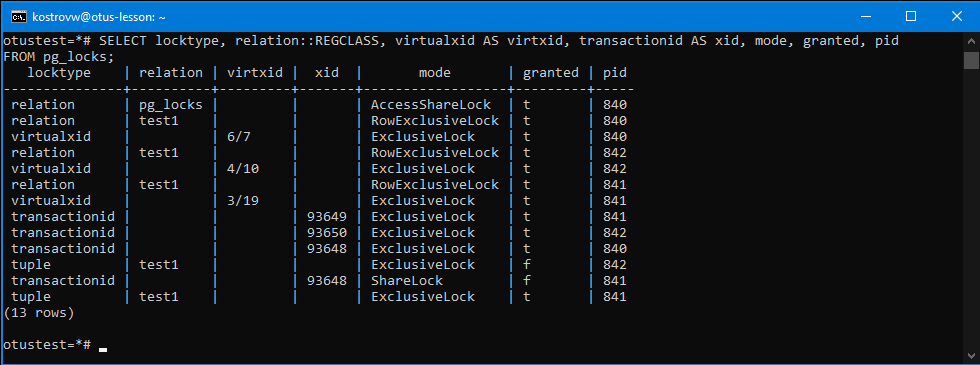 kostrovw@otus-lesson: ~
otustest=*# SELECT locktype, relation::REGCLASS, virtualxid AS virtxid, transactionid AS xid, mode, granted, pid
FROM pg_locks;
   locktype    | relation | virtxid |  xid  |       mode       | granted | pid
---------------+----------+---------+-------+------------------+---------+-----
 relation      | pg_locks |         |       | AccessShareLock  | t       | 840
 relation      | test1    |         |       | RowExclusiveLock | t       | 840
 virtualxid    |          | 6/7     |       | ExclusiveLock    | t       | 840
 relation      | test1    |         |       | RowExclusiveLock | t       | 842
 virtualxid    |          | 4/10    |       | ExclusiveLock    | t       | 842
 relation      | test1    |         |       | RowExclusiveLock | t       | 841
 virtualxid    |          | 3/19    |       | ExclusiveLock    | t       | 841
 transactionid |          |         | 93649 | ExclusiveLock    | t       | 841
 transactionid |          |         | 93650 | ExclusiveLock    | t       | 842
 transactionid |          |         | 93648 | ExclusiveLock    | t       | 840
 tuple         | test1    |         |       | ExclusiveLock    | f       | 842
 transactionid |          |         | 93648 | ShareLock        | f       | 841
 tuple         | test1    |         |       | ExclusiveLock    | t       | 841
(13 rows)
otustest=*#